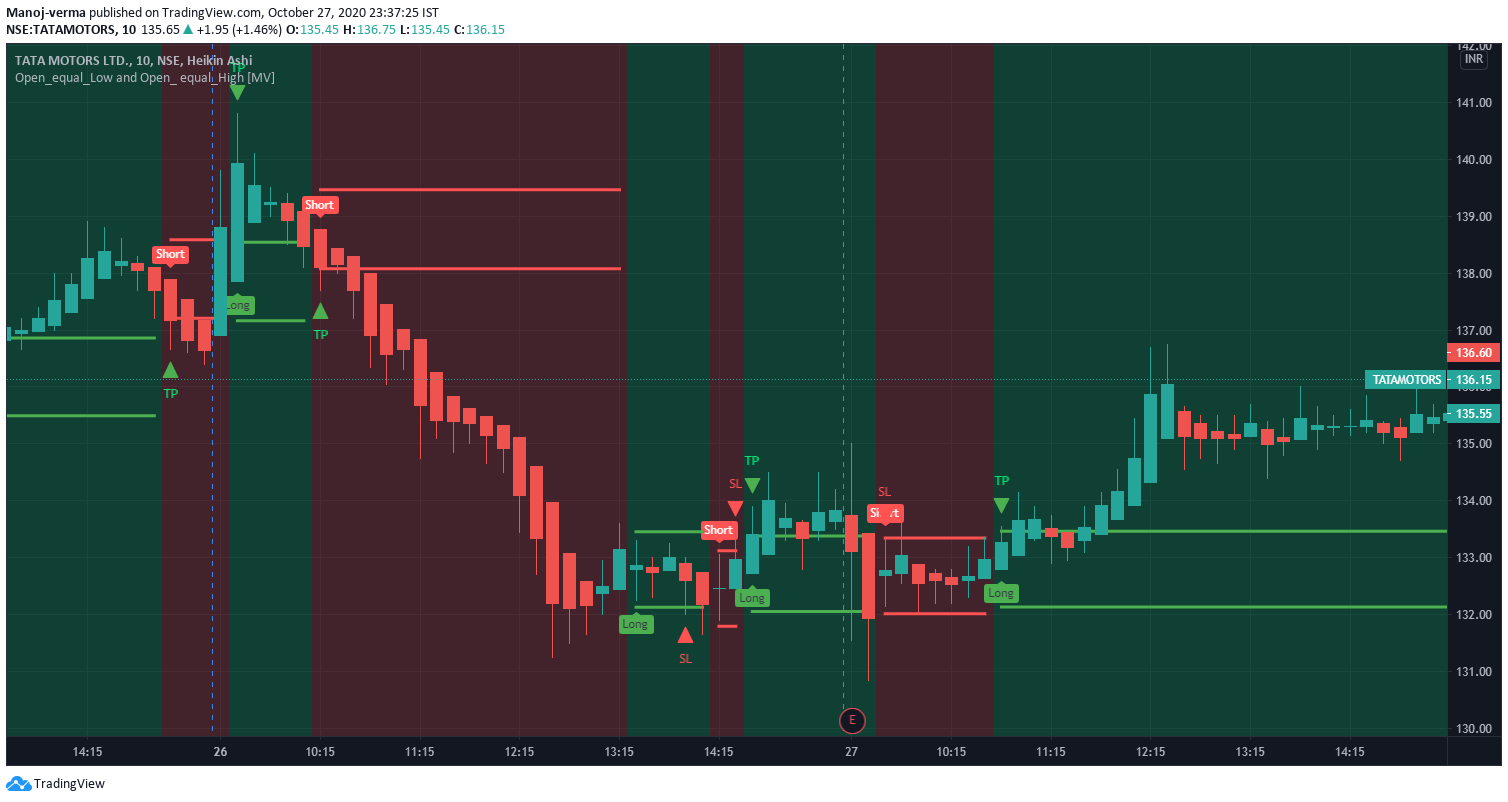 Manoj-verma published on TradingView.com, October 27, 2020 23:37:25 IST
NSE:TATAMOTORS, 10 135.65 ▲ +1.95 (+1.46%) O:135.45 H:136.75 L:135.45 C:136.15
TATA MOTORS LTD., 10, NSE, Heikin Ashi
Open_equal_Low and Open_ equal_High [MV]
142.00
INR
TP
141.00
140.00
139.00
Short
Short
138.00
Long
137.00
TP
136.60
TATAMOTORS 136.15
TP
135.55
135.00
TP
SL
SL
TP
134.00
Short
133.00
Long
Long
Long
132.00
SL
131.00
E
130.00
14:15 26 10:15 11:15 12:15 13:15 14:15 27 10:15 11:15 12:15 13:15 14:15
TradingView